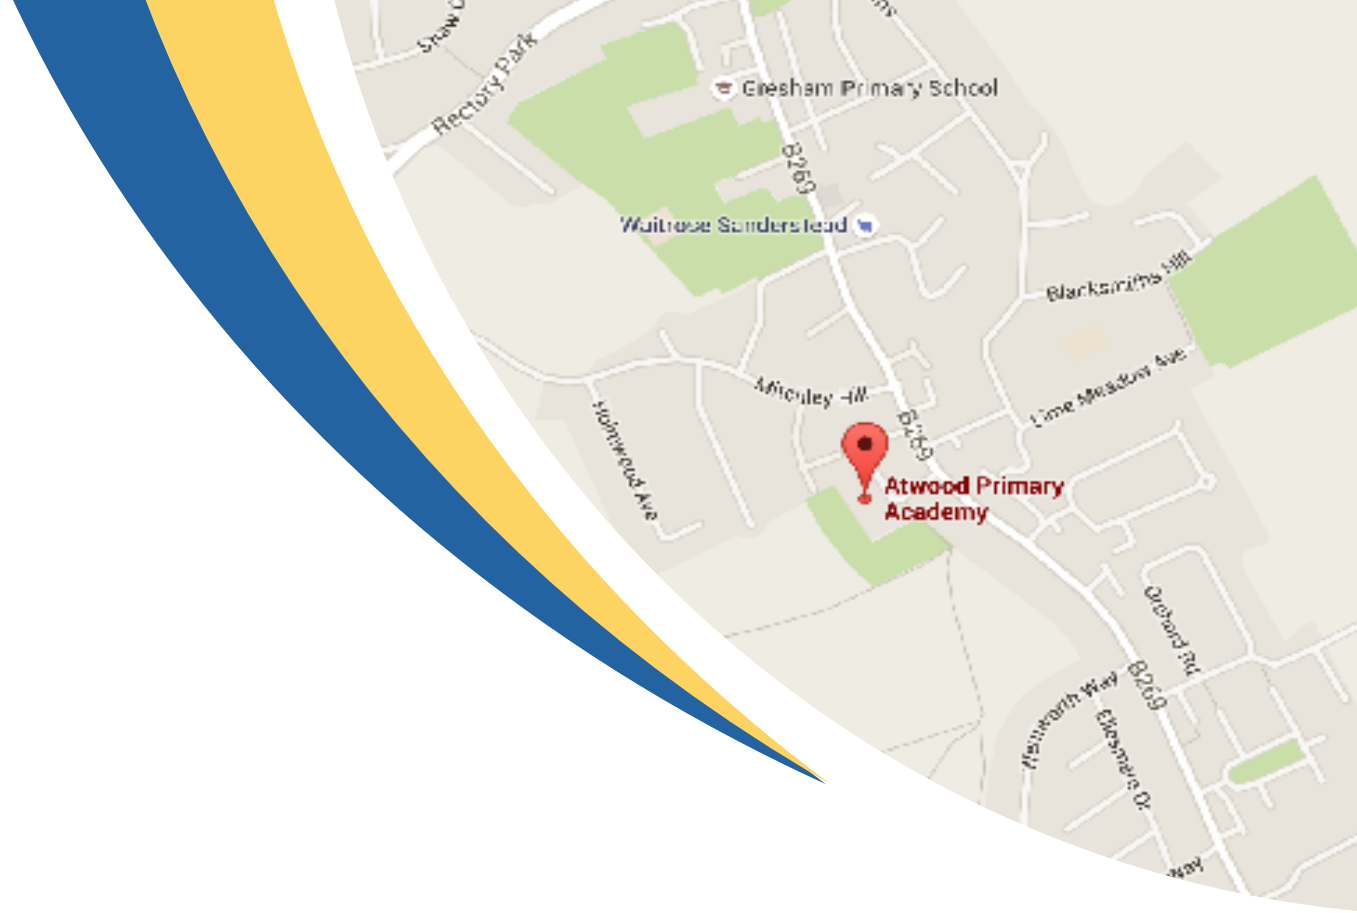 Rectory Park
Gresham Primary School
B269
Waitrose Sanderstead
Blacksmiths Hill
Mitchley Hill
Lime Meadow Ave
Holmwood Ave
B269
Atwood Primary
Academy
Orchard Rd
B269
Wentworth Way
Ellesmere Dr
Way